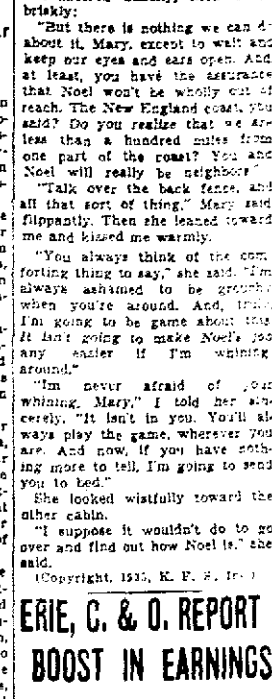 briskly:
"But there is nothing we can d
about it, Mary, except to wait and
keep our eyes and ears open. And
at least, you have the assurance
that Noel won't be wholly out of
reach. The New England coast, you
said? Do you realize that we are
less than a hundred miles from
one part of the coast? You and
Noel will really be neighbors"
"Talk over the back fence, and
all that sort of thing," Mary said
flippantly. Then she leaned toward
me and kissed me warmly.
"You always think of the com
forting thing to say," she said. "I'm
always ashamed to be grouchy
when you're around. And,
I'm going to be game about this
It isn't going to make Noel's job
any easier if I'm whining
around."
"Im never afraid of your
whining, Mary," I told her sin
cerely. "It isn't in you. You'll al
ways play the game, wherever you
are. And now, if you have noth-
ing more to tell, I'm going to send
you to bed."
She looked wistfully toward the
other cabin.
"I suppose it wouldn't do to go
over and find out how Noel is." she
said.
(Copyright, 1935, K. F. S. Inc)
ERIE, C. & O. REPORT
BOOST IN EARNINGS